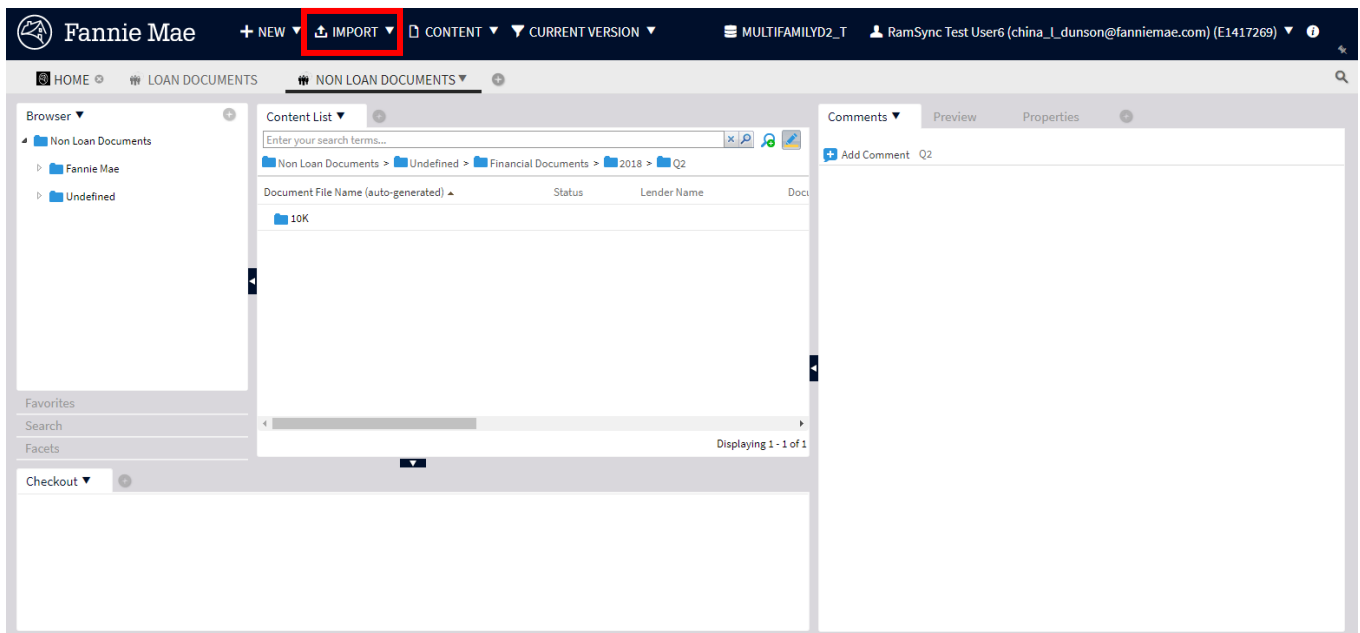 Fannie Mae + NEW ▼ IMPORT ▼ CONTENT ▼ CURRENT VERSION ▼ MULTIFAMILYD2_T RamSync Test User6 (china_l_dunson@fanniemae.com) (E1417269) ▼
HOME LOAN DOCUMENTS NON LOAN DOCUMENTS ▼
Browser ▼ Content List ▼ Comments ▼ Preview Properties
Enter your search terms...
Non Loan Documents
Non Loan Documents > Undefined > Financial Documents > 2018 > Q2
Add Comment Q2
Fannie Mae
Document File Name (auto-generated) Status Lender Name Docu
Undefined
10K
Favorites
Search
Displaying 1 - 1 of 1
Facets
Checkout ▼